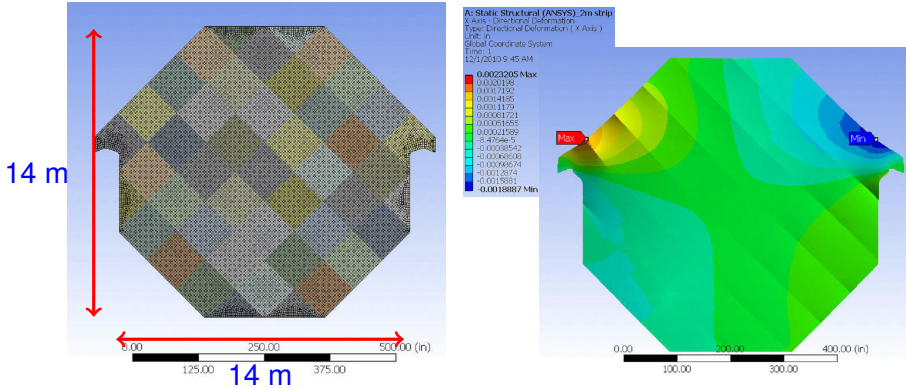 14 m
0.00
250.00
500.00 (in)
125.00
375.00
14 m
A: Static Structural (ANSYS)_2m strip
X Axis - Directional Deformation
Type: Directional Deformation ( X Axis )
Unit: in
Global Coordinate System
Time: 1
12/1/2010 9:45 AM
0.0023205 Max
0.0020198
0.0017192
0.0014185
0.0011179
0.00081721
0.00051655
0.00021589
-8.4764e-5
-0.00038542
-0.00068608
-0.00098674
-0.0012874
-0.0015881
-0.0018887 Min
Max
Min
0.00
200.00
400.00 (in)
100.00
300.00